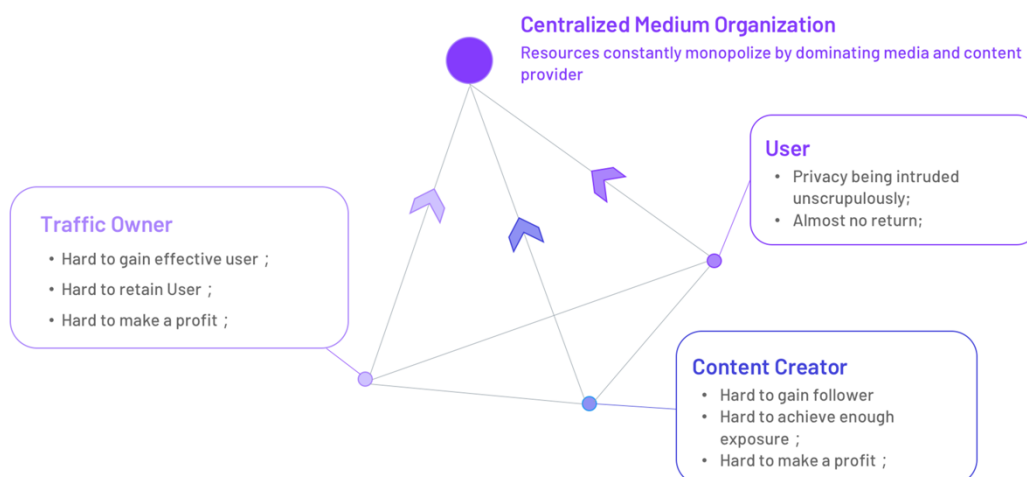 Centralized Medium Organization
Resources constantly monopolize by dominating media and content
provider
User
• Privacy being intruded
unscrupulously;
• Almost no return;
Traffic Owner
• Hard to gain effective user；
• Hard to retain User；
• Hard to make a profit；
Content Creator
• Hard to gain follower
• Hard to achieve enough
exposure；
• Hard to make a profit；